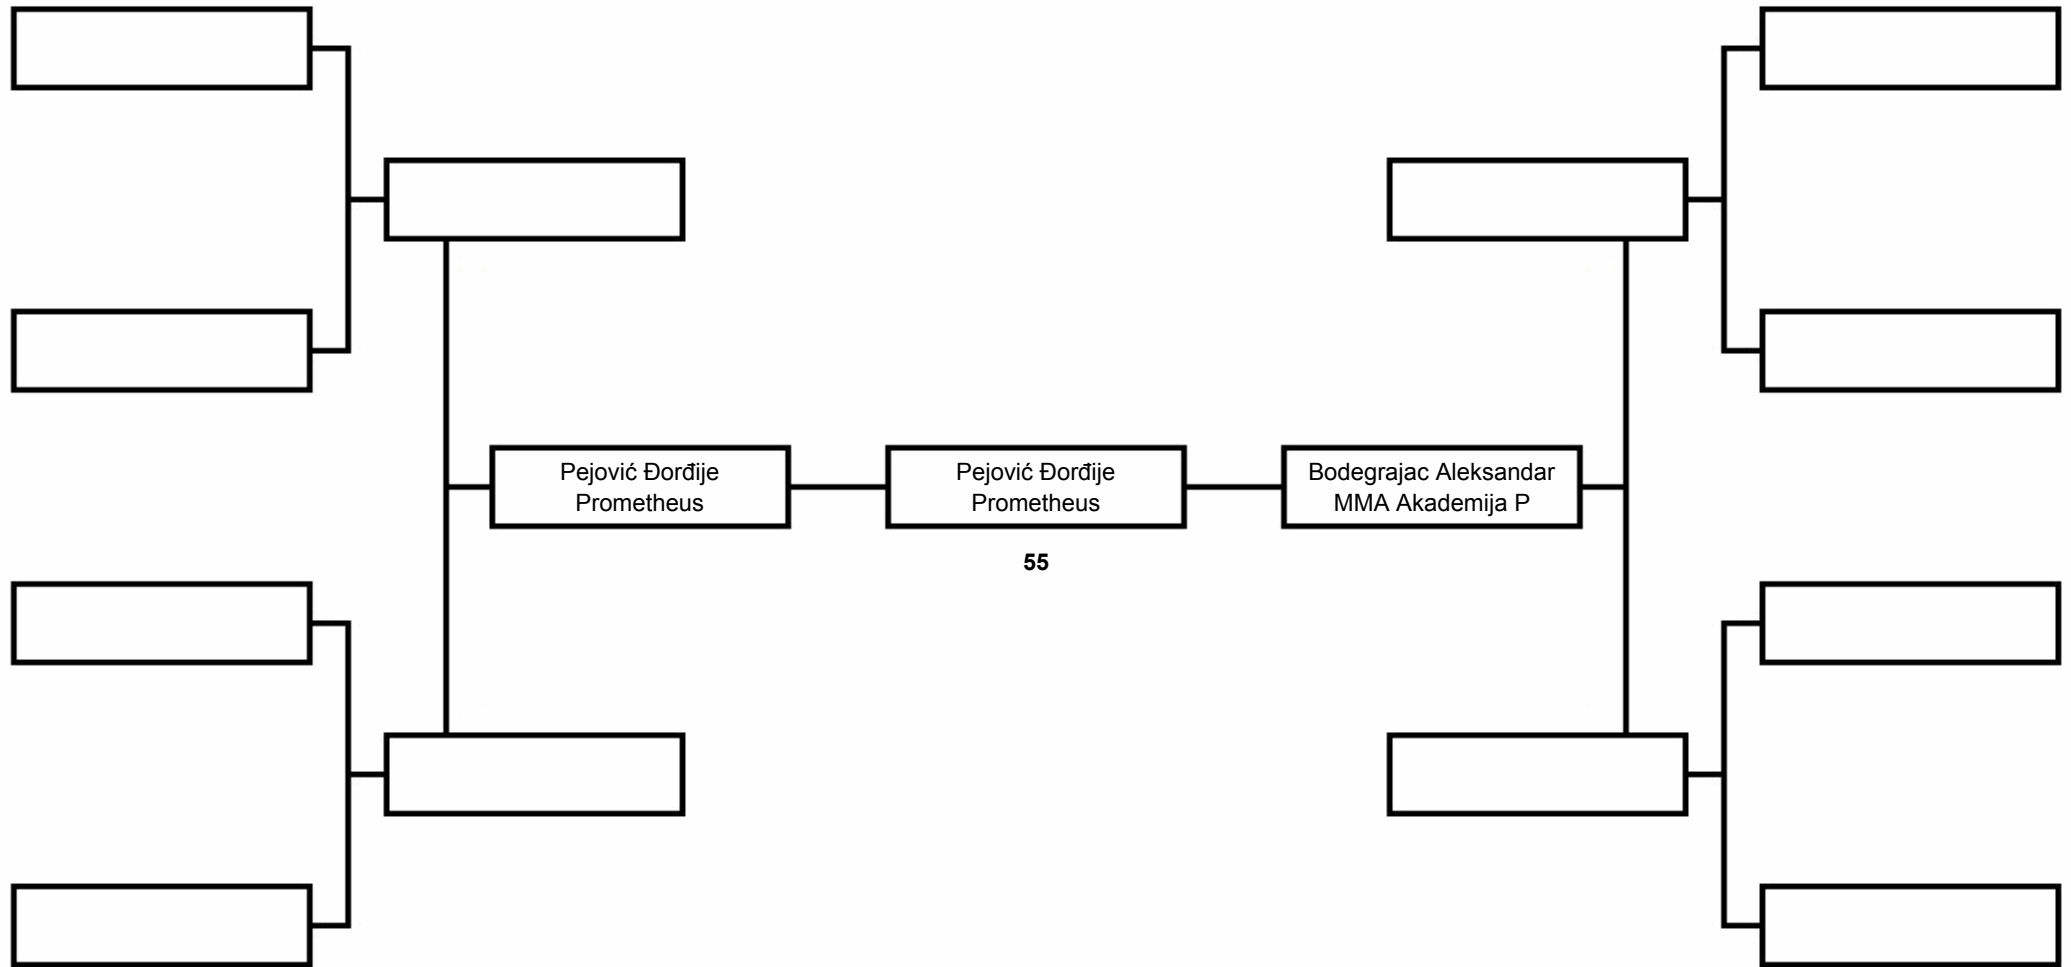 Pejović Đorđije
Prometheus
Pejović Đorđije
Prometheus
Bodegrajac Aleksandar
MMA Akademija P
55